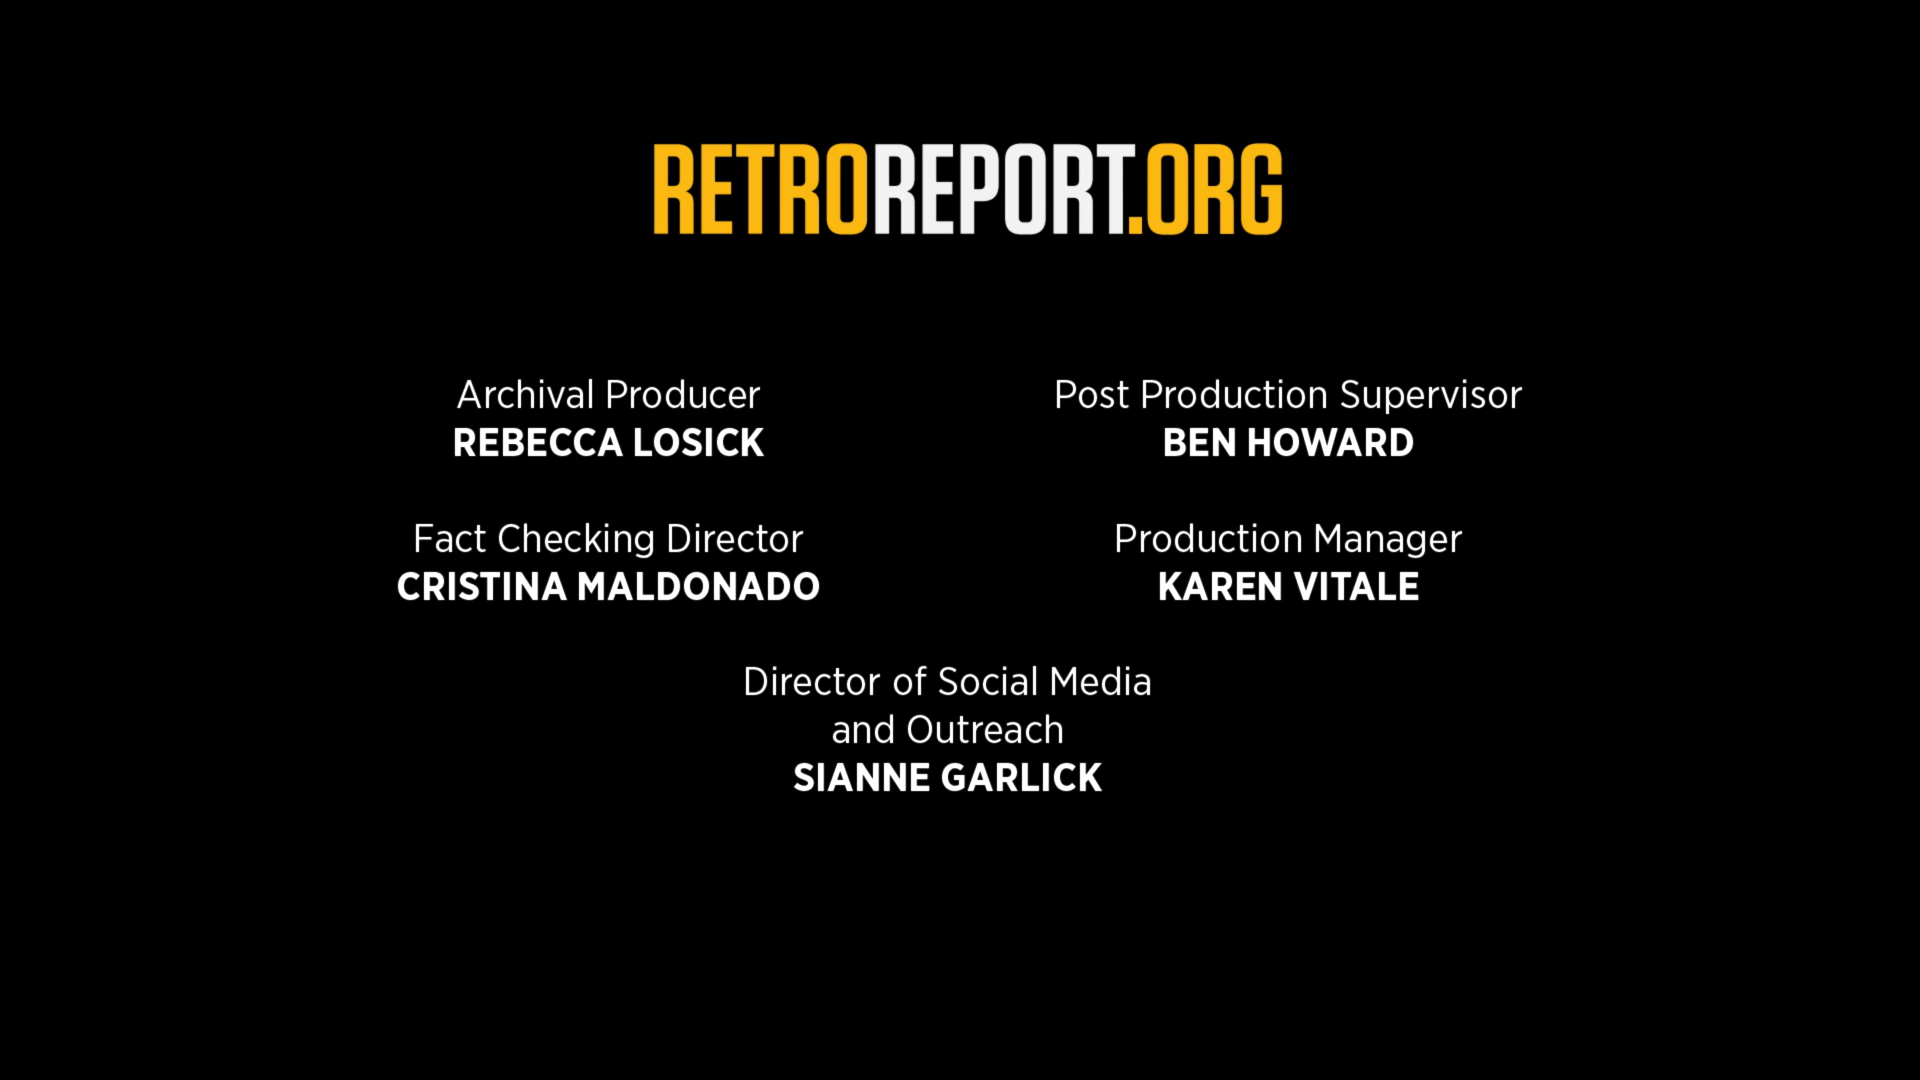 RETROREPORT.ORG
Archival Producer
REBECCA LOSICK
Post Production Supervisor
BEN HOWARD
Fact Checking Director
CRISTINA MALDONADO
Production Manager
KAREN VITALE
Director of Social Media
and Outreach
SIANNE GARLICK